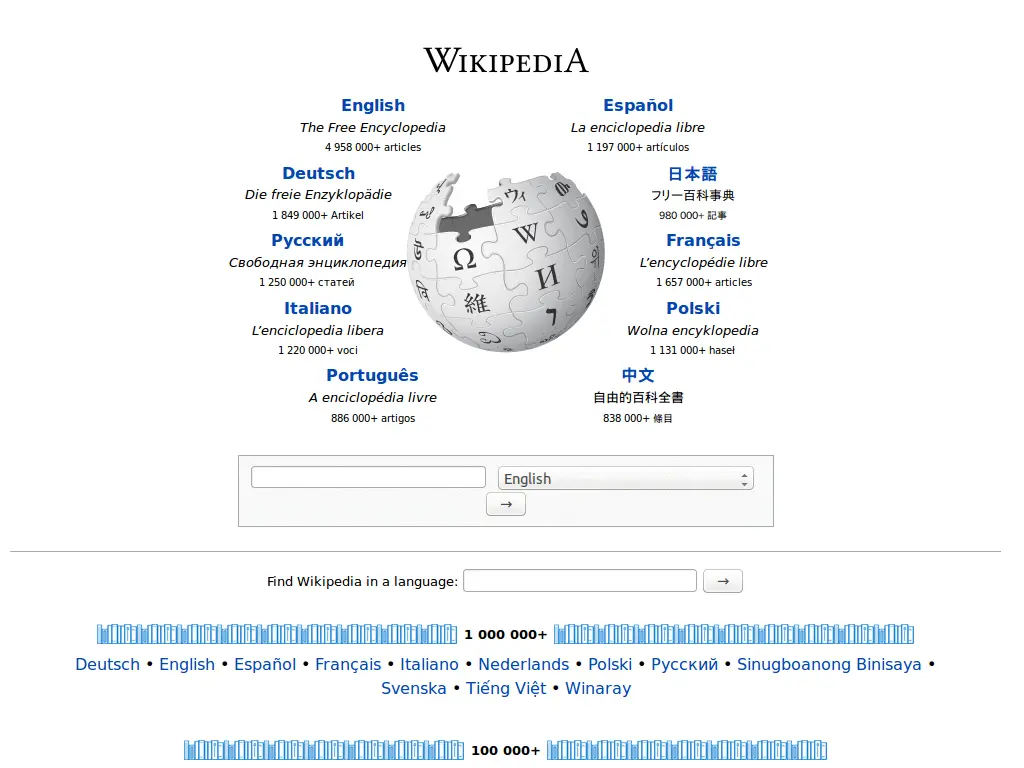 WIKIPEDIA
English
The Free Encyclopedia
4 958 000+ articles
Español
La enciclopedia libre
1 197 000+ artículos
Deutsch
Die freie Enzyklopädie
1 849 000+ Artikel
日本語
フリー百科事典
980 000+ 記事
Русский
Свободная энциклопедия
1 250 000+ статей
Français
L'encyclopédie libre
1 657 000+ articles
Italiano
L'enciclopedia libera
1 220 000+ voci
Polski
Wolna encyklopedia
1 131 000+ haseł
Português
A enciclopédia livre
886 000+ artigos
中文
自由的百科全書
838 000+ 條目
ウィ
W
Ω
И
維
English
→
Find Wikipedia in a language: →
1 000 000+
Deutsch • English • Español • Français • Italiano • Nederlands • Polski • Русский • Sinugboanong Binisaya •
Svenska • Tiếng Việt • Winaray
100 000+